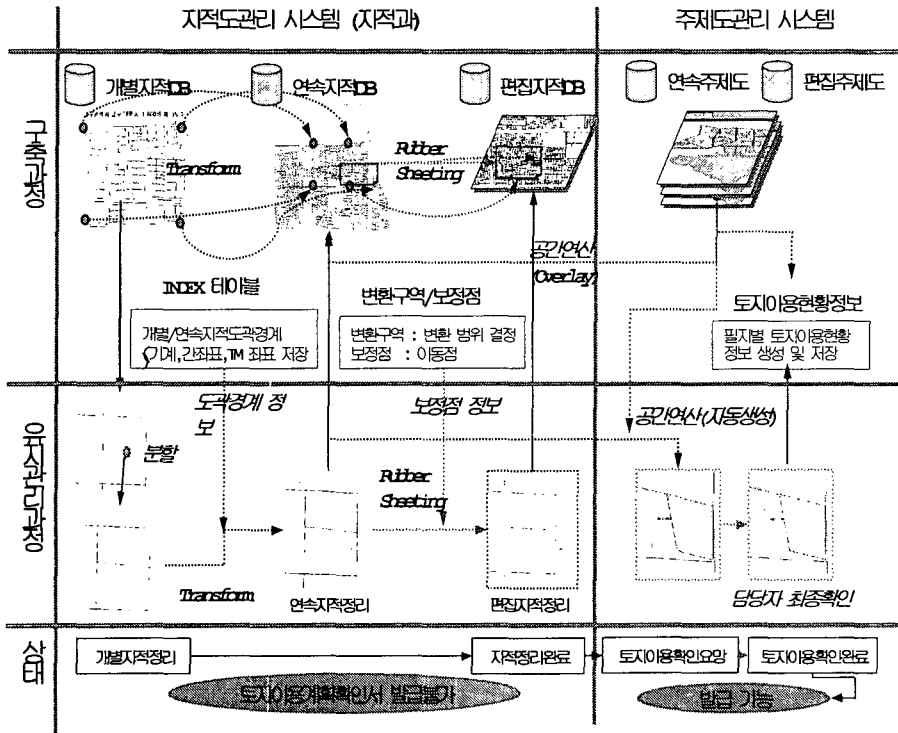 지적도관리 시스템 (지적과)
주제도관리 시스템
구축과정
개별지적DB
연속지적DB
편집지적DB
연속주제도
편집주제도
Transform
Rubber
Sheeting
공간연산
(Overlay)
INDEX 테이블
개별/연속지적도곽경계
(기계,간좌표,TM 좌표 저장
변환구역/보정점
변환구역 : 변환 범위 결정
보정점 : 이동점
토지이용현황정보
필지별 토지이용현황
정보 생성 및 저장
유지관리과정
도곽경계 정
보
보정점 정보
공간연산(자동생성)
분할
Rubber
Sheeting
Transform
연속지적정리
편집지적정리
담당자 최종확인
상태
개별지적정리
지적정리완료
토지이용확인요망
토지이용확인완료
토지이용계획확인서 발급불가
발급 가능